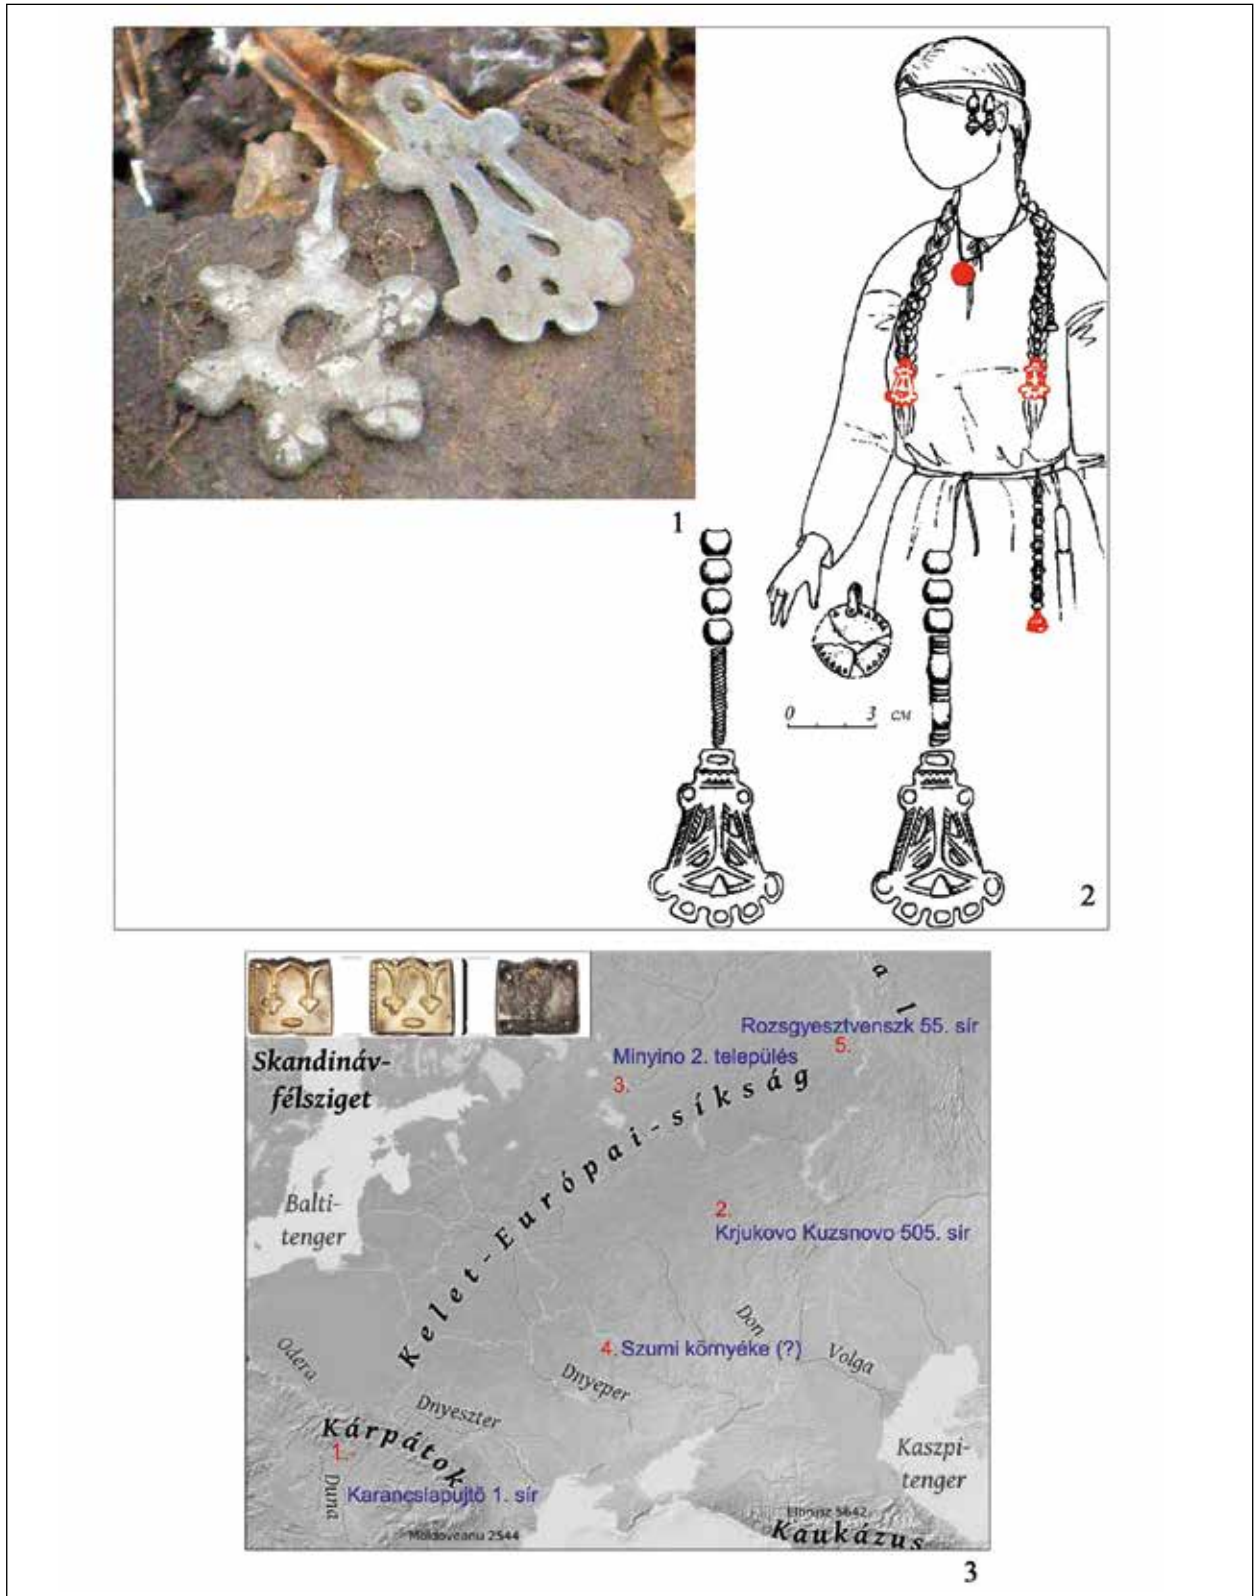 1
0 3 см
2
a l
Rozsgyesztvenszk 55. sír
5.
Minyino 2. település
3.
Skandináv-
félsziget
Kelet-Európai-síkság
Balti-
tenger
2.
Krjukovo Kuzsnovo 505. sír
Don
4. Szumi környéke (?)
Volga
Odera
Dnyeper
Dnyeszter
Kárpátok
1.
Kaszpi-
tenger
Duna
Karancslapujtő 1. sír
Elbrusz 5642
Moldoveanu 2544
Kaukázus
3